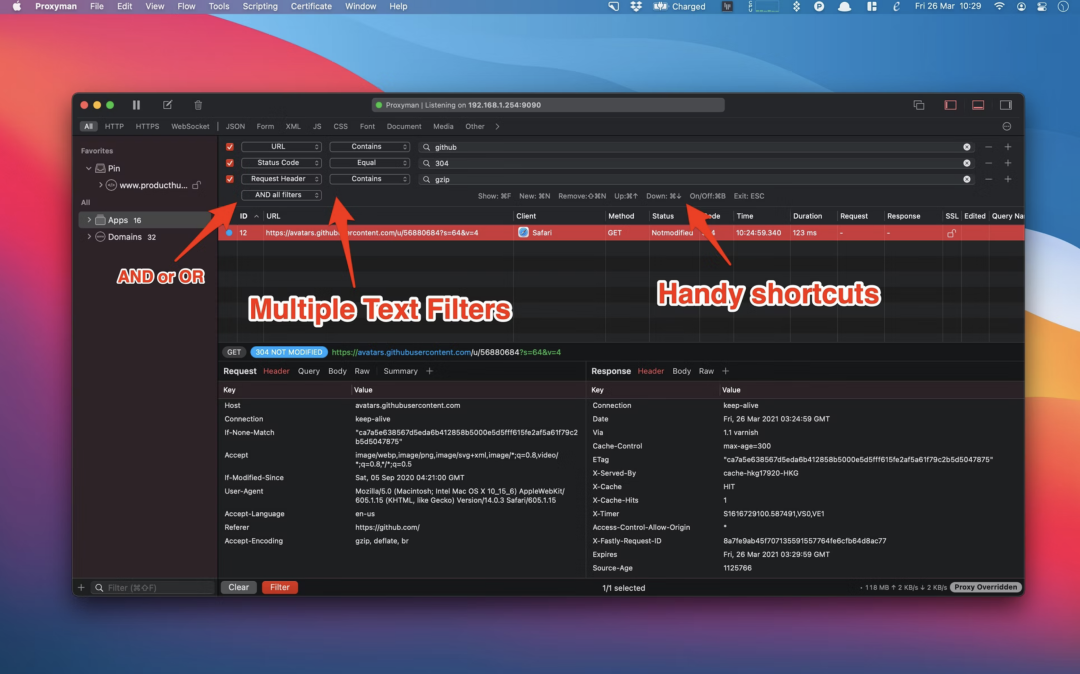 Proxyman File Edit View Flow Tools Scripting Certificate Window Help Charged Fri 26 Mar 10:29
Proxyman | Listening on 192.168.1.254:9090
All HTTP HTTPS WebSocket JSON Form XML JS CSS Font Document Media Other
Favorites
Pin
www.producthu...
All
Apps 16
Domains 32
URL Contains github
Status Code Equal 304
Request Header Contains gzip
AND all filters
Show: ⌘F New: ⌘N Remove:⇧⌘N Up:⌘↑ Down: ⌘↓ On/Off:⌘B Exit: ESC
ID URL Client Method Status Time Duration Request Response SSL Edited Query Na
12 https://avatars.githubusercontent.com/u/56880684?s=64&v=4 Safari GET Notmodified 10:24:59.340 123 ms - -
AND or OR
Multiple Text Filters
Handy shortcuts
GET 304 NOT MODIFIED https://avatars.githubusercontent.com/u/56880684?s=64&v=4
Request Header Query Body Raw Summary +
Key Value
Host avatars.githubusercontent.com
Connection keep-alive
If-None-Match "ca7a5e638567d5eda6b412858b5000e5d5fff615fe2af5a61f79c2
b5d5047875"
Accept image/webp,image/png,image/svg+xml,image/*;q=0.8,video/
*;q=0.8,*/*;q=0.5
If-Modified-Since Sat, 05 Sep 2020 04:21:00 GMT
User-Agent Mozilla/5.0 (Macintosh; Intel Mac OS X 10_15_6) AppleWebKit/
605.1.15 (KHTML, like Gecko) Version/14.0.3 Safari/605.1.15
Accept-Language en-us
Referer https://github.com/
Accept-Encoding gzip, deflate, br
Response Header Body Raw +
Key Value
Connection keep-alive
Date Fri, 26 Mar 2021 03:24:59 GMT
Via 1.1 varnish
Cache-Control max-age=300
ETag "ca7a5e638567d5eda6b412858b5000e5d5fff615fe2af5a61f79c2b5d5047875"
X-Served-By cache-hkg17920-HKG
X-Cache HIT
X-Cache-Hits 1
X-Timer S1616729100.587491,VS0,VE1
Access-Control-Allow-Origin *
X-Fastly-Request-ID 8a7fe9ab45f707135591557764fe6cfb64d8ac77
Expires Fri, 26 Mar 2021 03:29:59 GMT
Source-Age 1125766
+ Filter (⌘⇧F) Clear Filter 1/1 selected • 118 MB ↑ 2 KB/s ↓ 2 KB/s Proxy Overridden